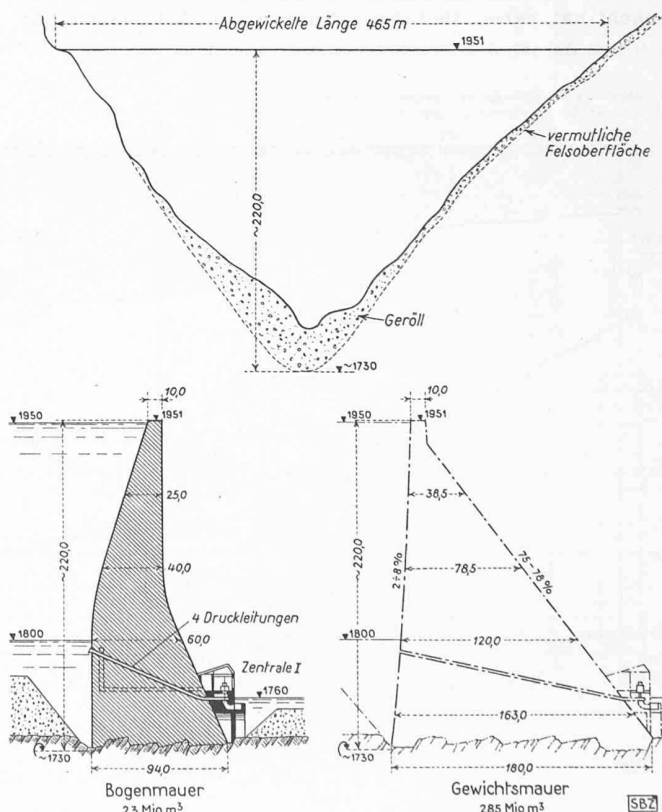 Abgewickelte Länge 465 m
1951
vermutliche
Felsoberfläche
~220,0
Geröll
~1730
10,0
1950
1951
25,0
40,0
~220,0
4 Druckleitungen
60,0
1800
Zentrale I
1760
~1730
94,0
Bogenmauer
2,3 Mio m³
10,0
1950
1951
38,5
~220,0
2÷8%
78,5
75-78%
1800
120,0
163,0
~1730
180,0
Gewichtsmauer
2,85 Mio m³
SBZ